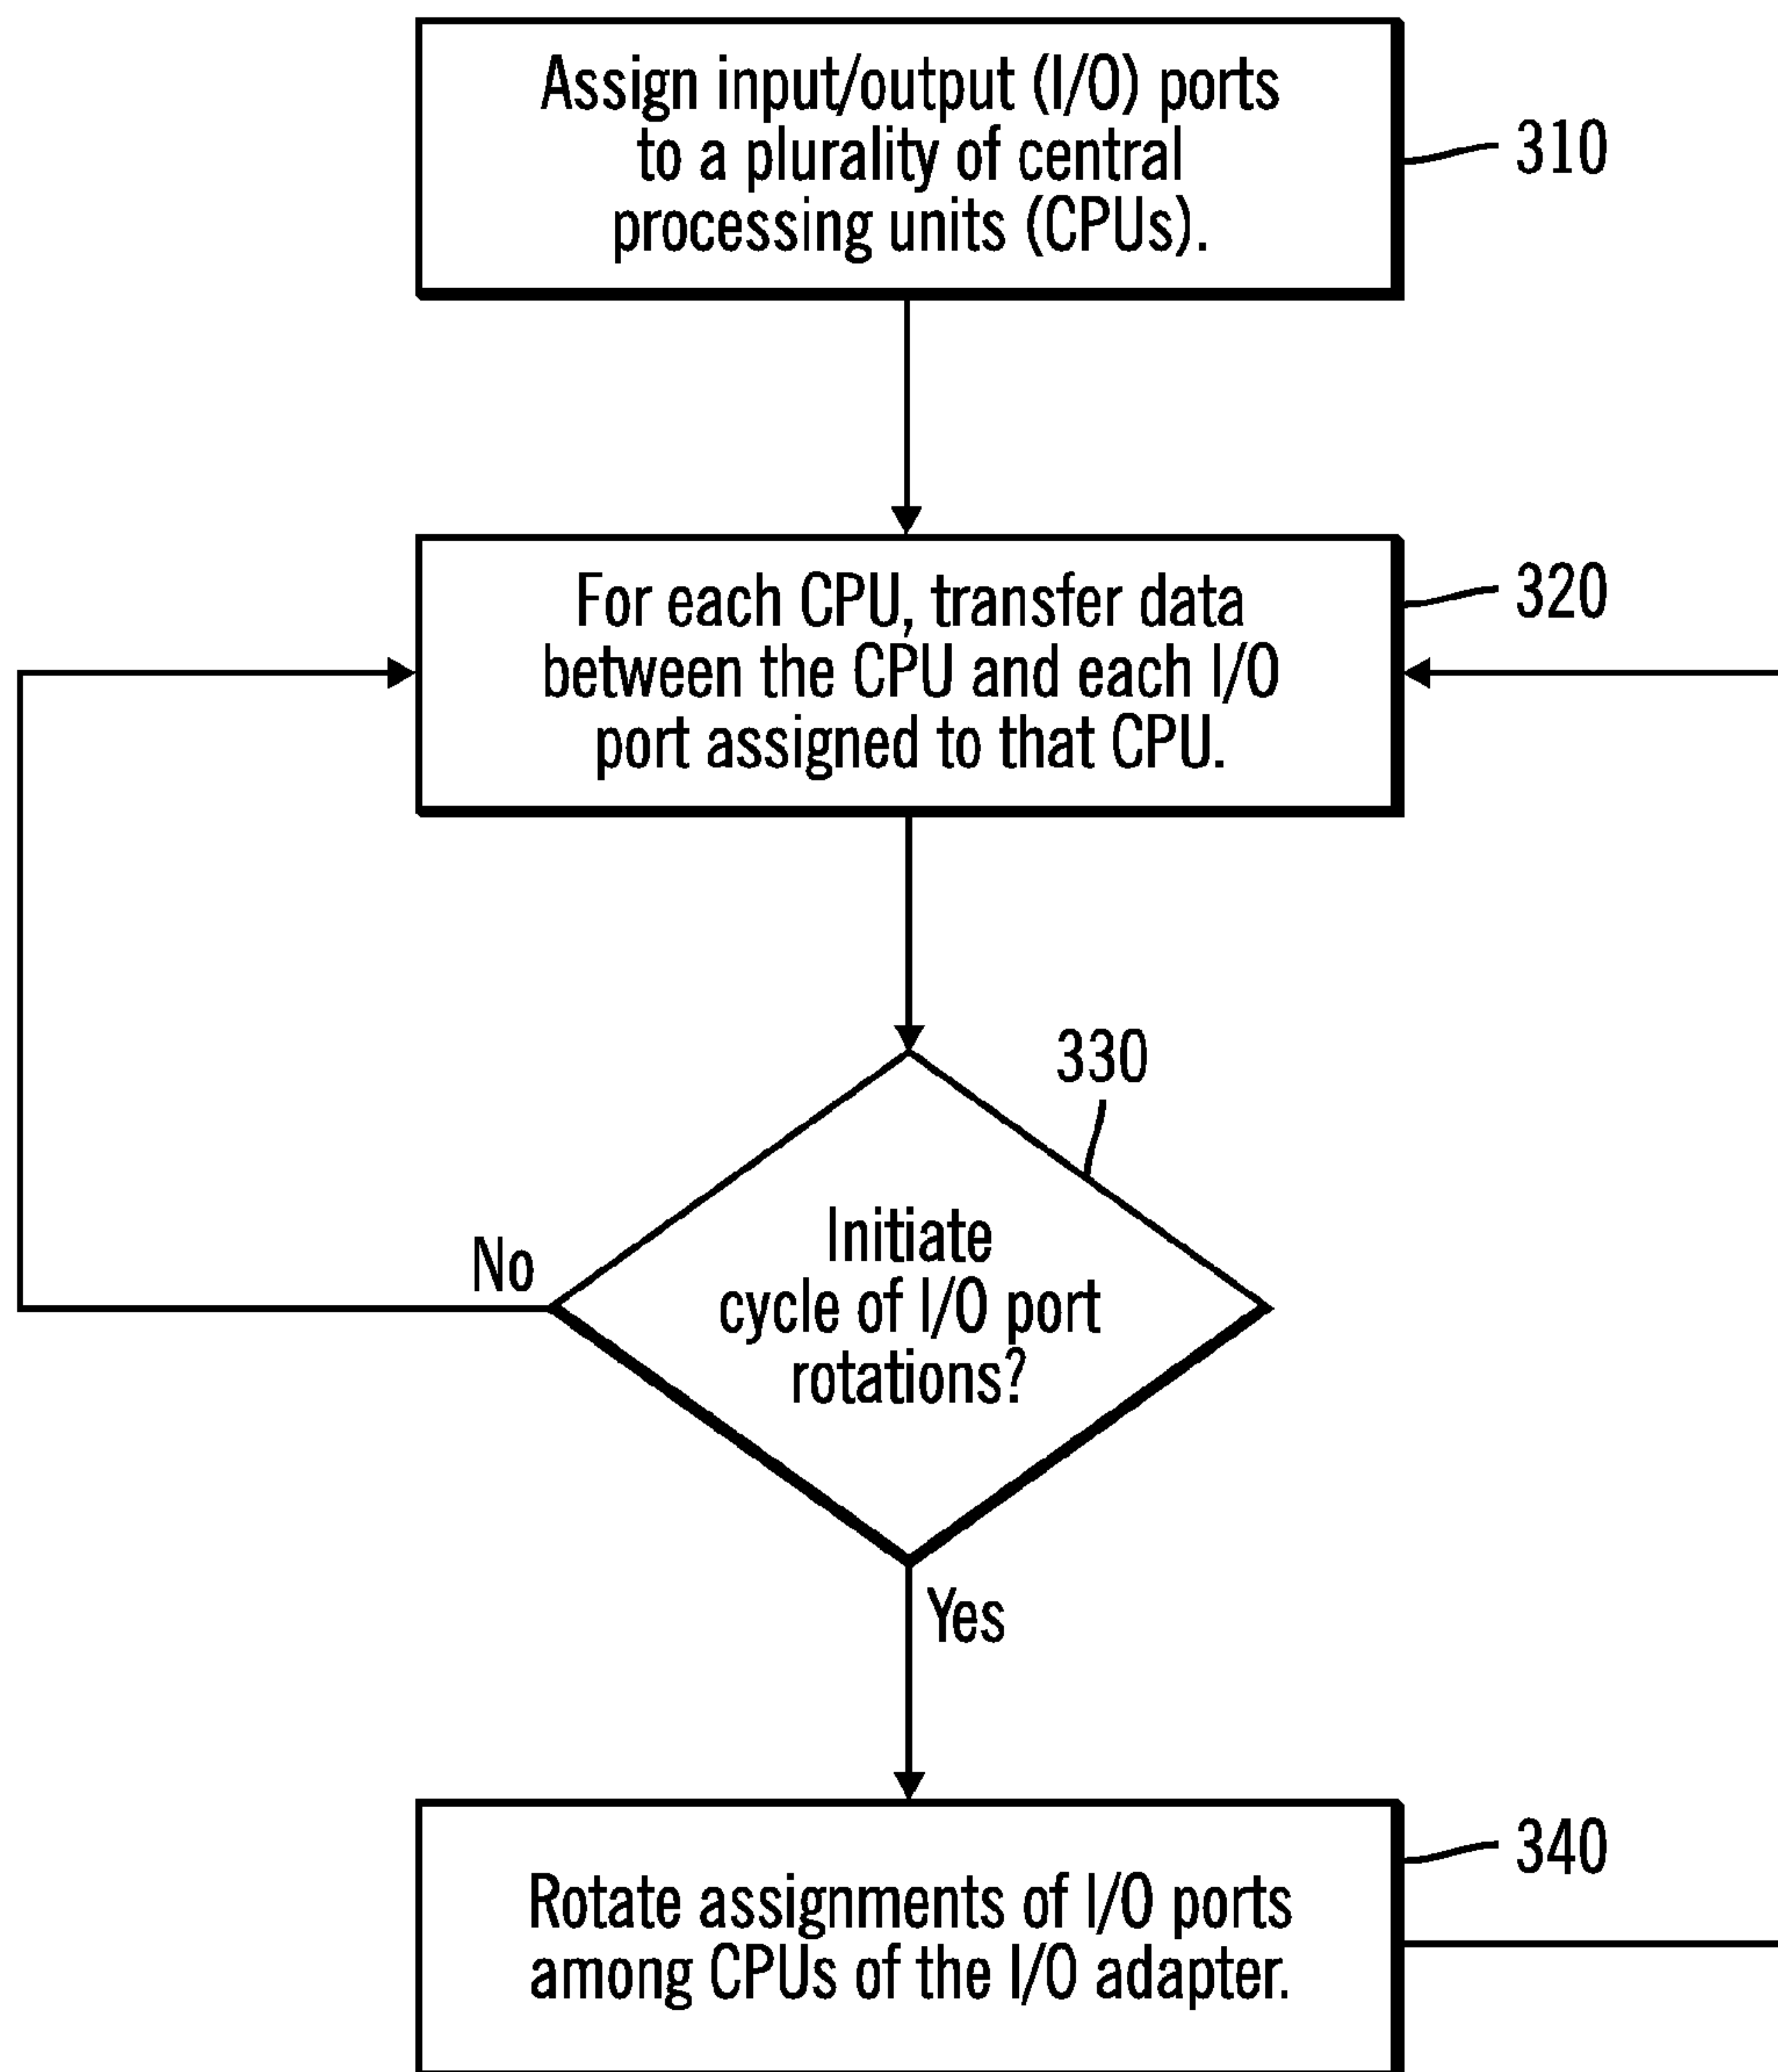 Assign input/output (I/O) ports
to a plurality of central
processing units (CPUs).
310
For each CPU, transfer data
between the CPU and each I/O
port assigned to that CPU.
320
330
Initiate
cycle of I/O port
rotations?
No
Yes
Rotate assignments of I/O ports
among CPUs of the I/O adapter.
340